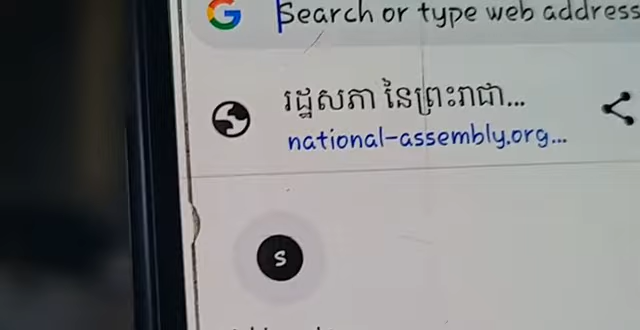 Search or type web address
រដ្ឋសភា នៃព្រះរាជា...
national-assembly.org...
s